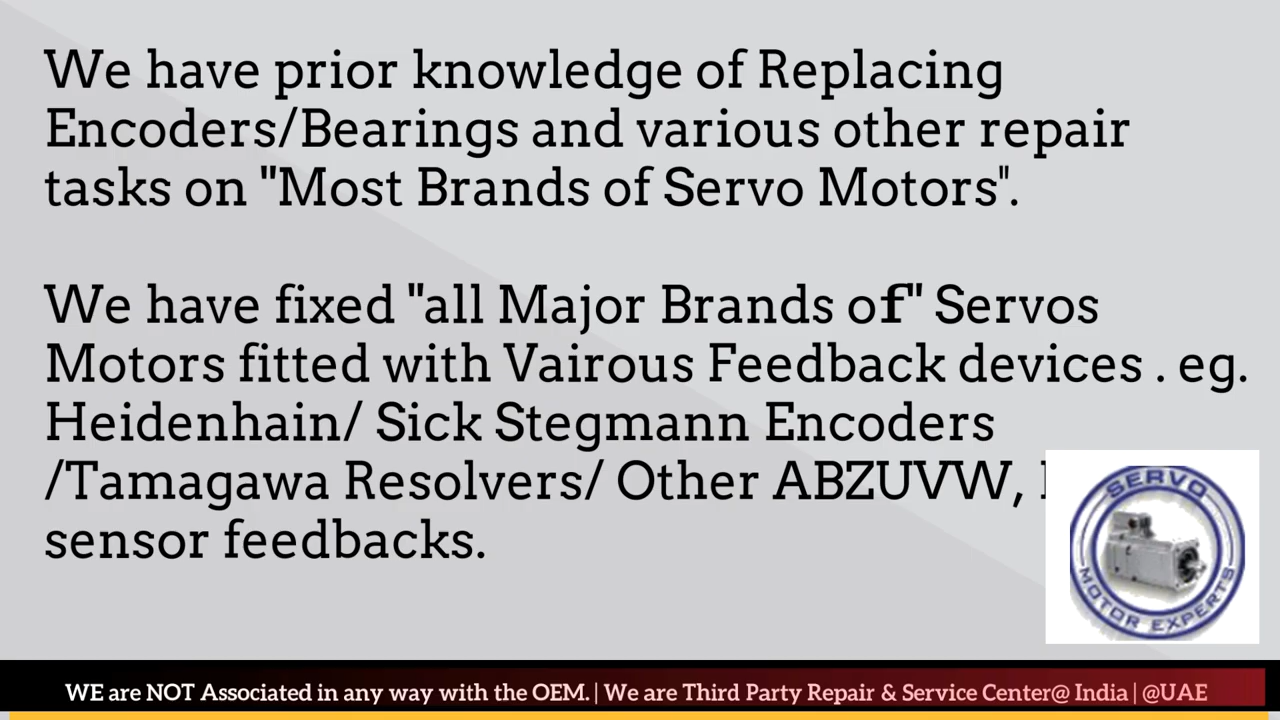 We have prior knowledge of Replacing
Encoders/Bearings and various other repair
tasks on "Most Brands of Servo Motors".
We have fixed "all Major Brands of" Servos
Motors fitted with Vairous Feedback devices . eg.
Heidenhain/ Sick Stegmann Encoders
/Tamagawa Resolvers/ Other ABZUVW,
sensor feedbacks.
SERVO
MOTOR EXPERTS
WE are NOT Associated in any way with the OEM. | We are Third Party Repair & Service Center@ India | @UAE